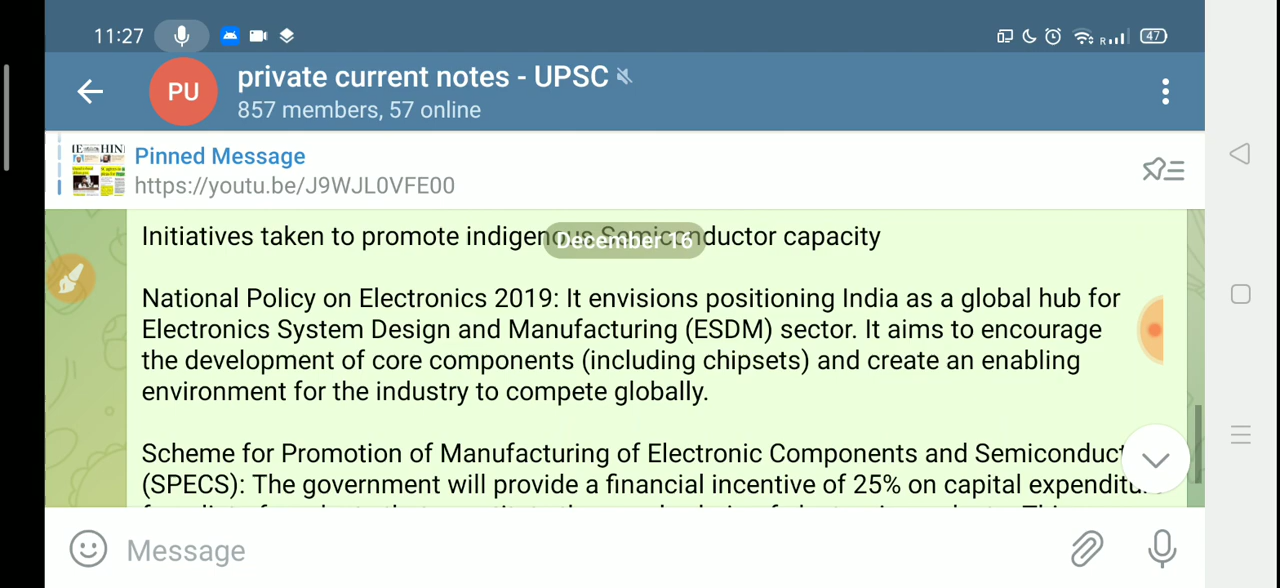 11:27
47
PU
private current notes - UPSC
857 members, 57 online
Pinned Message
https://youtu.be/J9WJL0VFE00
December 16
Initiatives taken to promote indigenous Semiconductor capacity
National Policy on Electronics 2019: It envisions positioning India as a global hub for
Electronics System Design and Manufacturing (ESDM) sector. It aims to encourage
the development of core components (including chipsets) and create an enabling
environment for the industry to compete globally.
Scheme for Promotion of Manufacturing of Electronic Components and
(SPECS): The government will provide a financial incentive of 25% on capital
Message